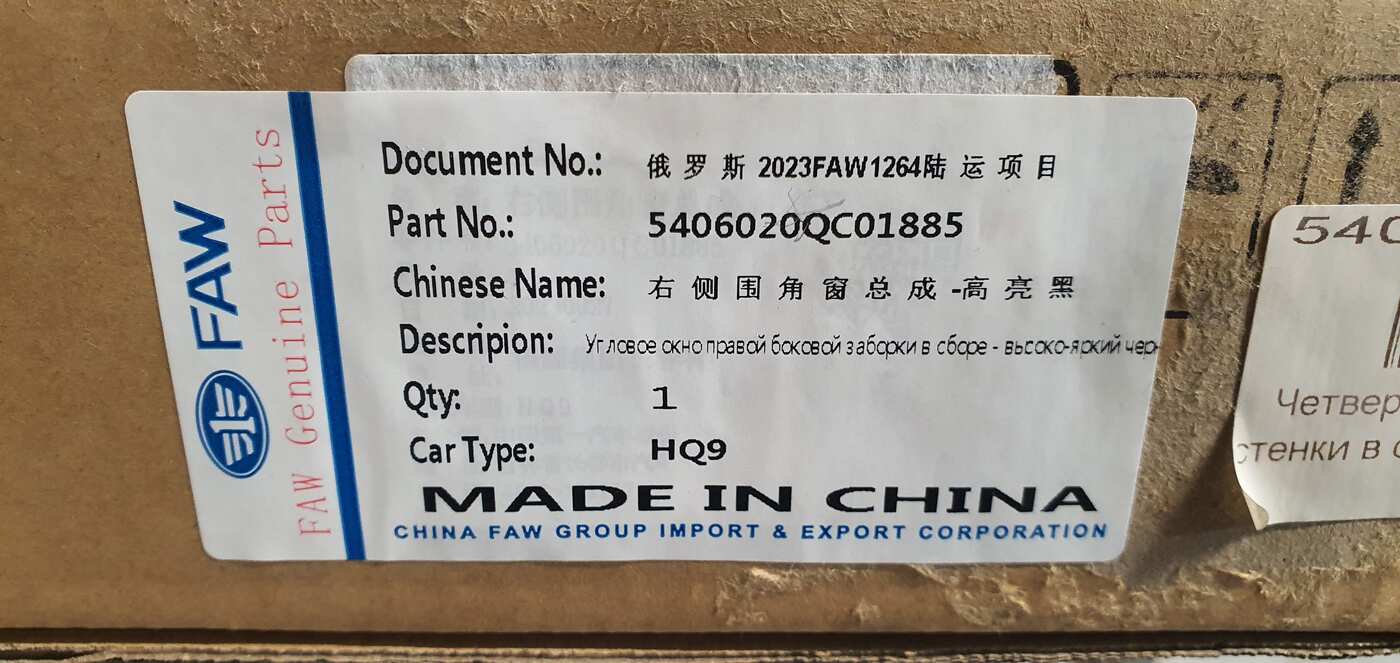 FAW
FAW Genuine Parts
Document No.: 俄罗斯2023FAW1264陆运项目
Part No.: 5406020QC01885
Chinese Name: 右侧围角窗总成-高亮黑
Descripion: Угловое окно правой боковой заборки в сборе - высоко-яркий чер-
Qty: 1
Car Type: HQ9
MADE IN CHINA
CHINA FAW GROUP IMPORT & EXPORT CORPORATION
540
Четвер
стенки в с